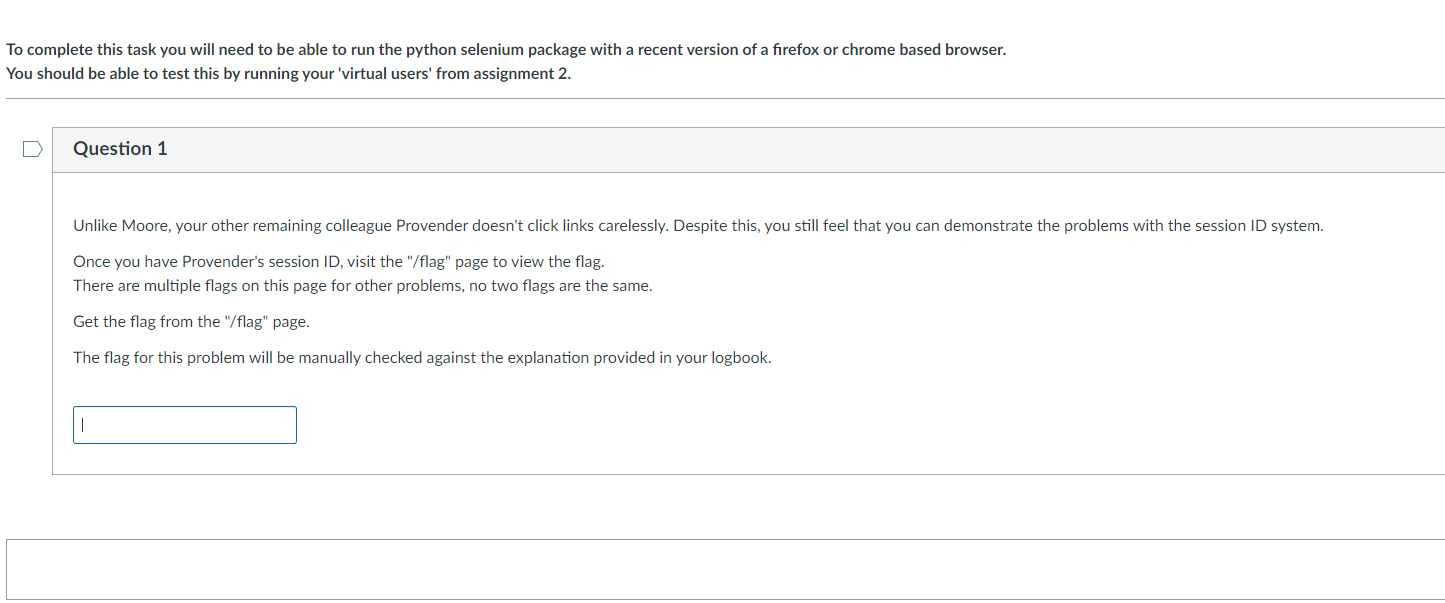 To complete this task you will need to be able to run the python selenium package with a recent version of a firefox or chrome based browser.
You should be able to test this by running your 'virtual users' from assignment 2.
Question 1
Unlike Moore, your other remaining colleague Provender doesn't click links carelessly. Despite this, you still feel that you can demonstrate the problems with the session ID system.
Once you have Provender's session ID, visit the "/flag" page to view the flag.
There are multiple flags on this page for other problems, no two flags are the same.
Get the flag from the "/flag" page.
The flag for this problem will be manually checked against the explanation provided in your logbook.